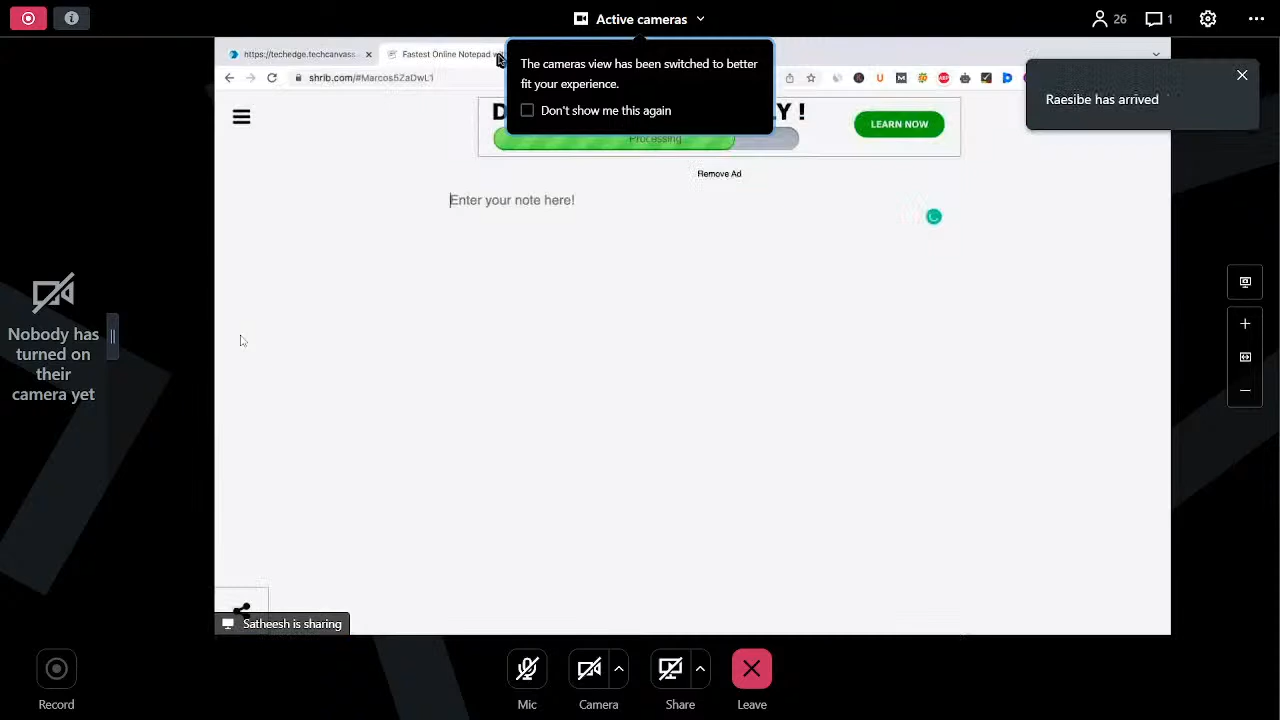 Active cameras
26
1
https://techedge.techcanvass
Fastest Online Notepad w
The cameras view has been switched to better
fit your experience.
Don't show me this again
Raesibe has arrived
shrib.com/#Marcos5ZaDwL1
Y !
LEARN NOW
Processing
Remove Ad
Enter your note here!
Nobody has
turned on
their
camera yet
Satheesh is sharing
Record
Mic
Camera
Share
Leave